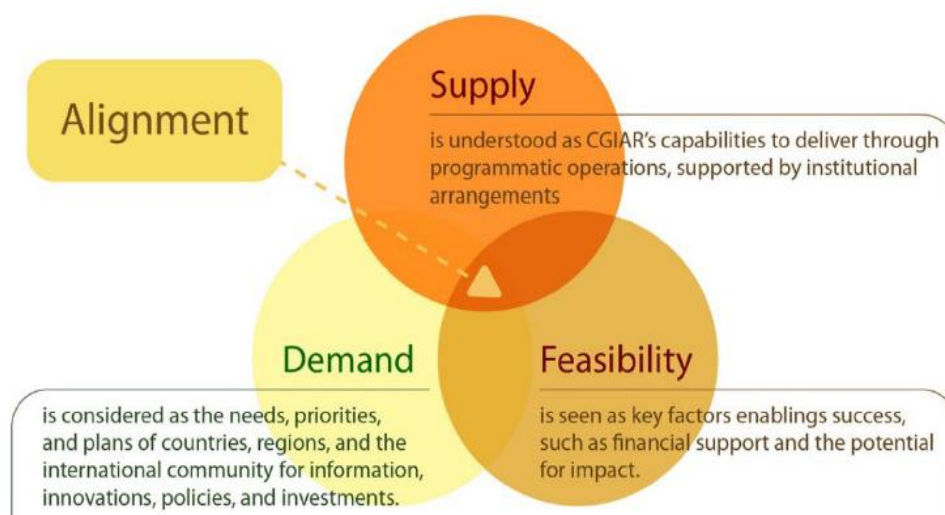 Alignment
Supply
is understood as CGIAR's capabilities to deliver through
programmatic operations, supported by institutional
arrangements
Demand
is considered as the needs, priorities,
and plans of countries, regions, and the
international community for information,
innovations, policies, and investments.
Feasibility
is seen as key factors enablings success,
such as financial support and the potential
for impact.